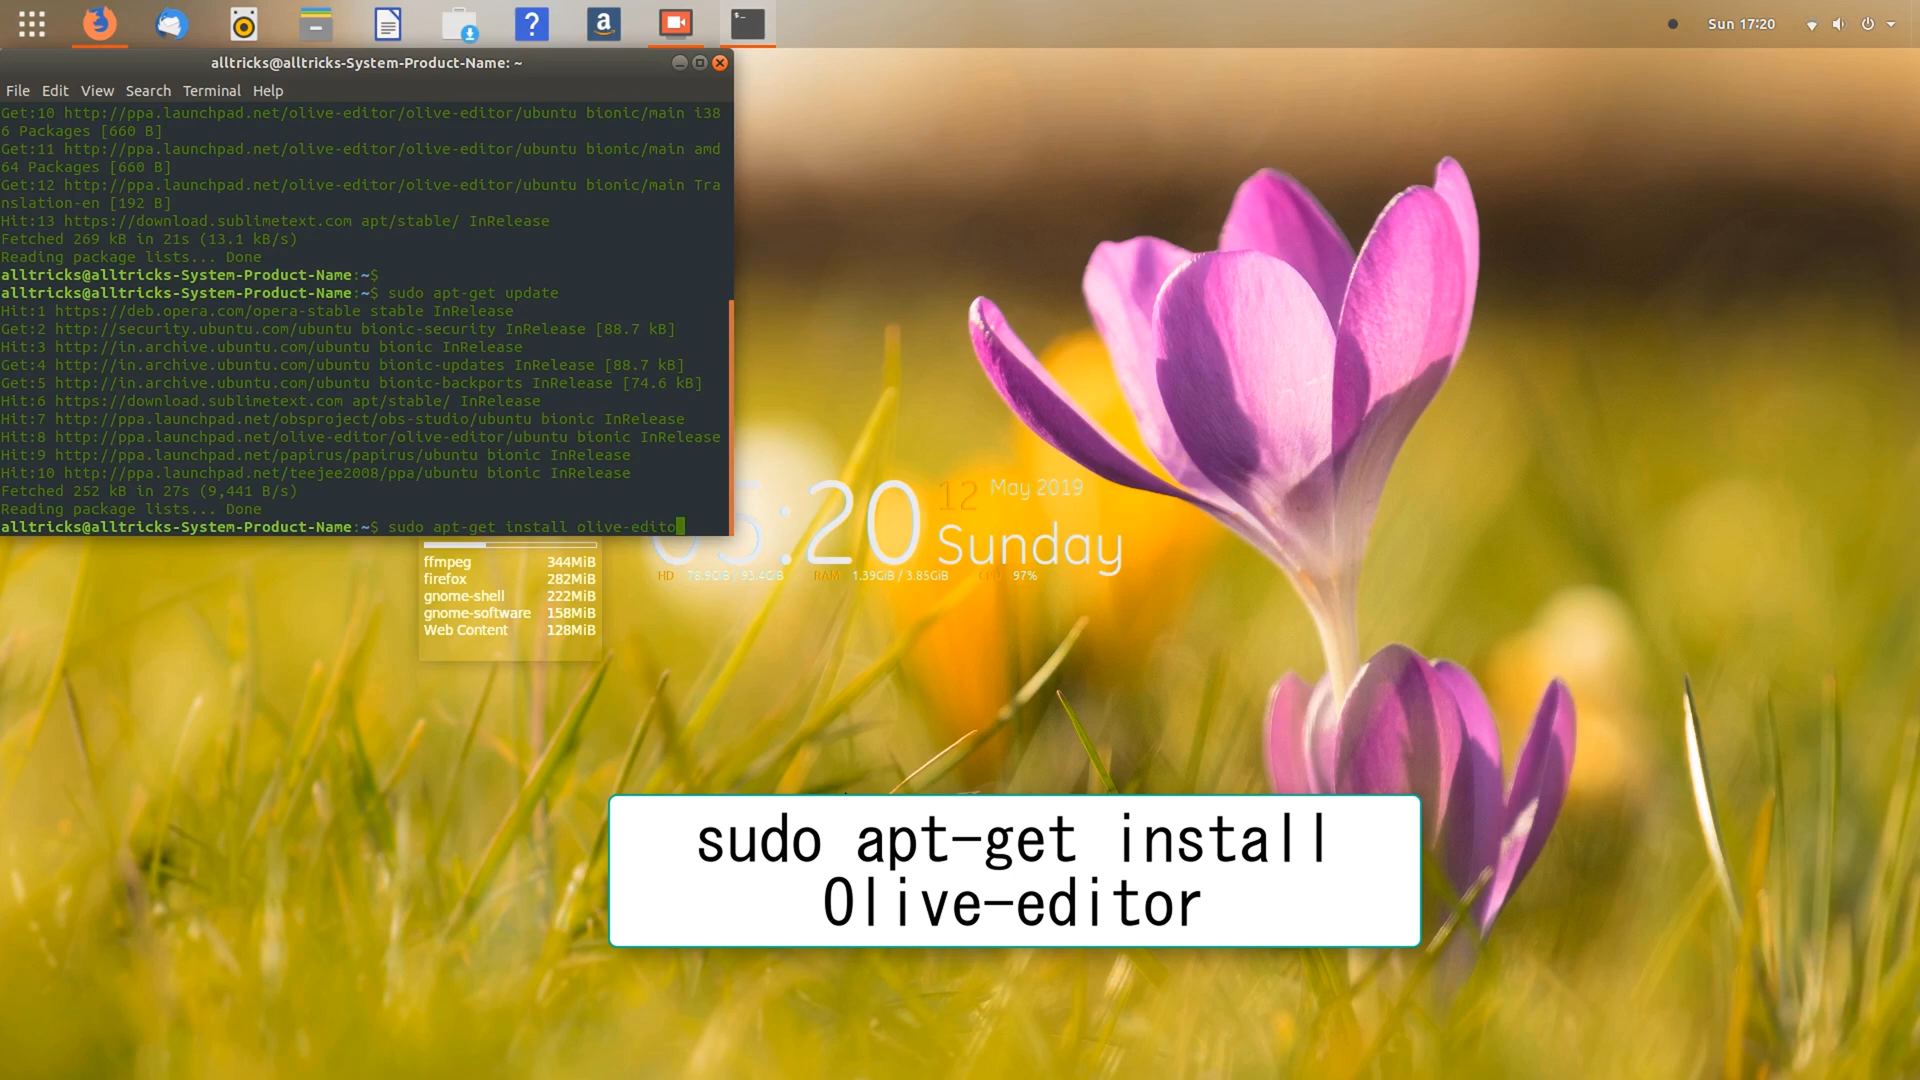 Sun 17:20
alltricks@alltricks-System-Product-Name: ~
File Edit View Search Terminal Help
Get:10 http://ppa.launchpad.net/olive-editor/olive-editor/ubuntu bionic/main i38
6 Packages [660 B]
Get:11 http://ppa.launchpad.net/olive-editor/olive-editor/ubuntu bionic/main amd
64 Packages [660 B]
Get:12 http://ppa.launchpad.net/olive-editor/olive-editor/ubuntu bionic/main Tra
nslation-en [192 B]
Hit:13 https://download.sublimetext.com apt/stable/ InRelease
Fetched 269 kB in 21s (13.1 kB/s)
Reading package lists... Done
alltricks@alltricks-System-Product-Name:~$
alltricks@alltricks-System-Product-Name:~$ sudo apt-get update
Hit:1 https://deb.opera.com/opera-stable stable InRelease
Get:2 http://security.ubuntu.com/ubuntu bionic-security InRelease [88.7 kB]
Hit:3 http://in.archive.ubuntu.com/ubuntu bionic InRelease
Get:4 http://in.archive.ubuntu.com/ubuntu bionic-updates InRelease [88.7 kB]
Get:5 http://in.archive.ubuntu.com/ubuntu bionic-backports InRelease [74.6 kB]
Hit:6 https://download.sublimetext.com apt/stable/ InRelease
Hit:7 http://ppa.launchpad.net/obsproject/obs-studio/ubuntu bionic InRelease
Hit:8 http://ppa.launchpad.net/olive-editor/olive-editor/ubuntu bionic InRelease
Hit:9 http://ppa.launchpad.net/papirus/papirus/ubuntu bionic InRelease
Hit:10 http://ppa.launchpad.net/teejee2008/ppa/ubuntu bionic InRelease
Fetched 252 kB in 27s (9,441 B/s)
Reading package lists... Done
alltricks@alltricks-System-Product-Name:~$ sudo apt-get install olive-edito
05:20 12 May 2019
Sunday
HD 78.9GiB / 93.4GiB RAM 1.39GiB / 3.85GiB CPU 97%
ffmpeg 344MiB
firefox 282MiB
gnome-shell 222MiB
gnome-software 158MiB
Web Content 128MiB
sudo apt-get install
Olive-editor